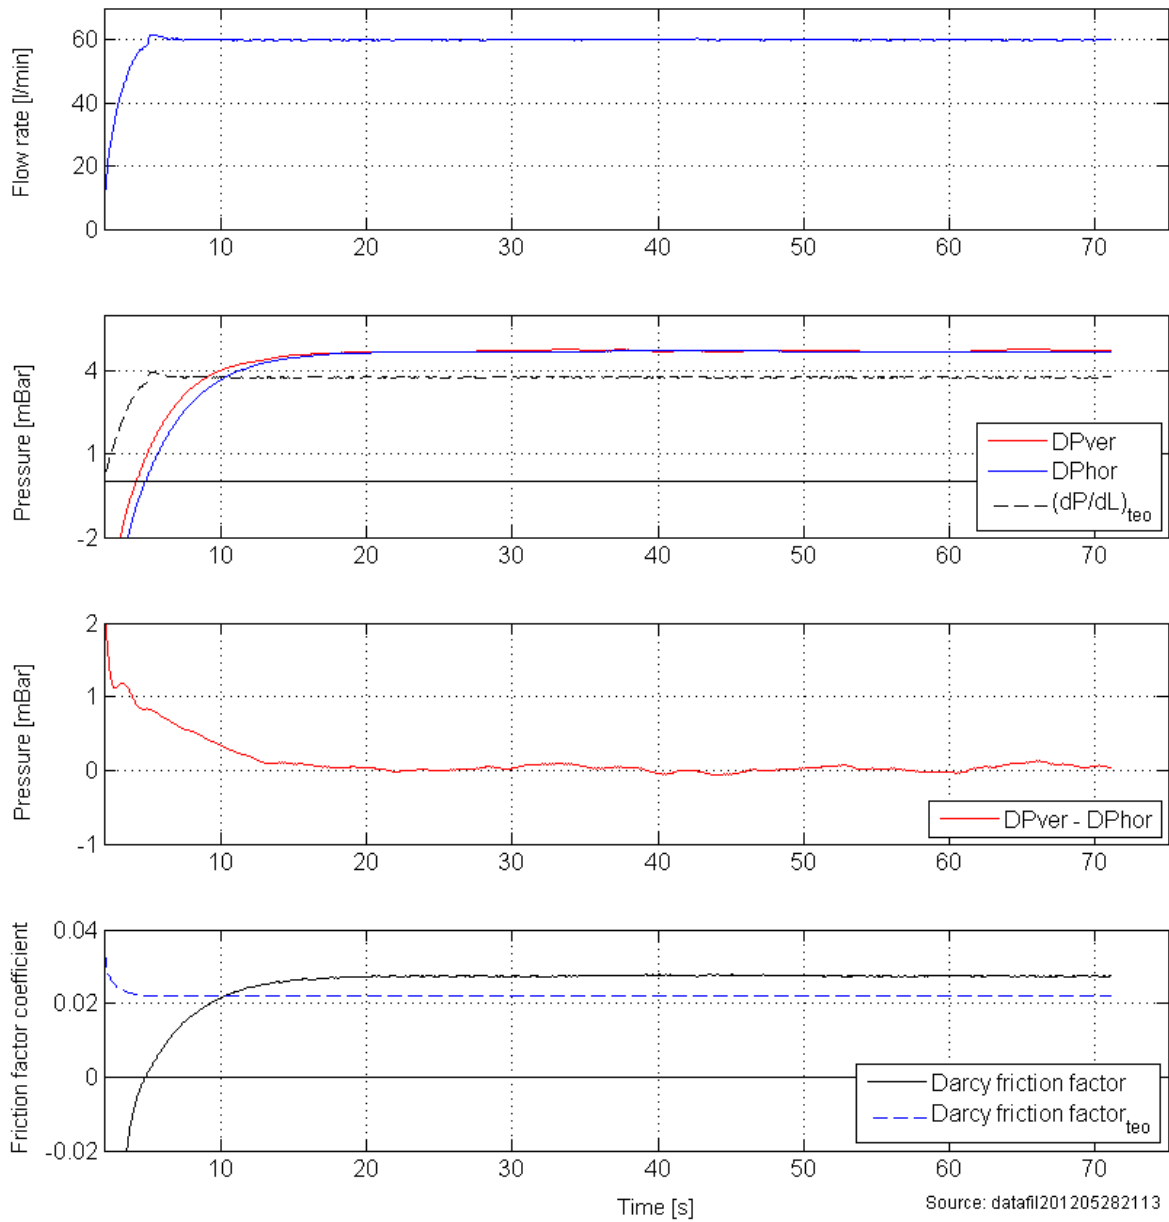 Flow rate [l/min]
60
40
20
0
10 20 30 40 50 60 70
Pressure [mBar]
4
1
-2
DPver
DPhor
(dP/dL)teo
10 20 30 40 50 60 70
Pressure [mBar]
2
1
0
-1
DPver - DPhor
10 20 30 40 50 60 70
Friction factor coefficient
0.04
0.02
0
-0.02
Darcy friction factor
Darcy friction factorteo
10 20 30 40 50 60 70
Time [s]
Source: datafil201205282113